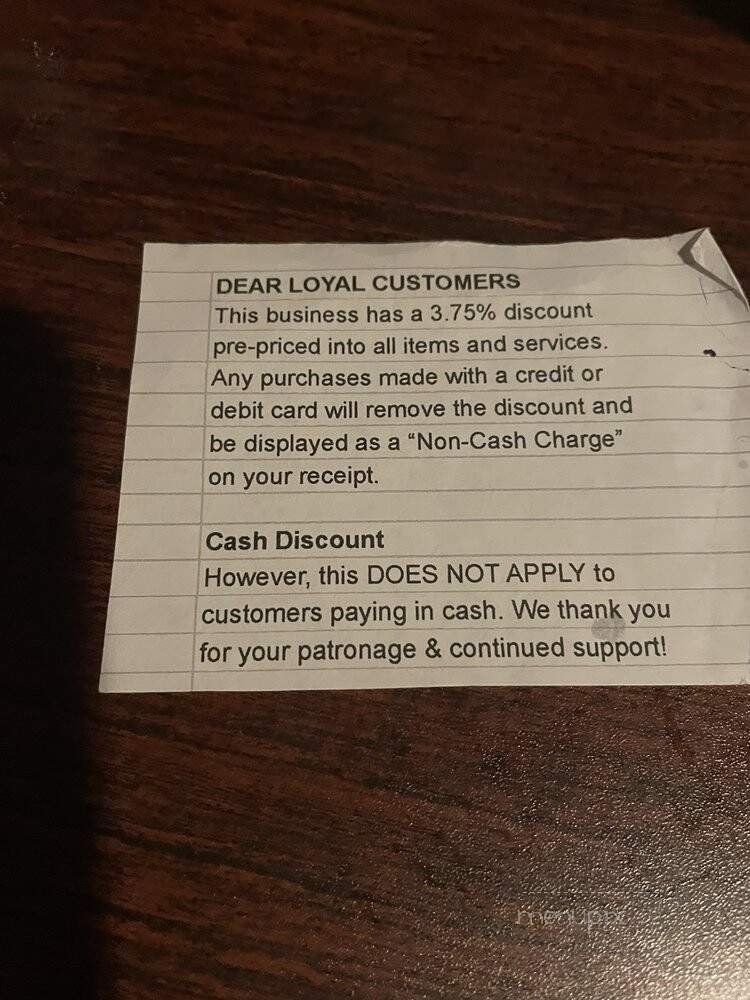 DEAR LOYAL CUSTOMERS
This business has a 3.75% discount
pre-priced into all items and services.
Any purchases made with a credit or
debit card will remove the discount and
be displayed as a “Non-Cash Charge”
on your receipt.
Cash Discount
However, this DOES NOT APPLY to
customers paying in cash. We thank you
for your patronage & continued support!